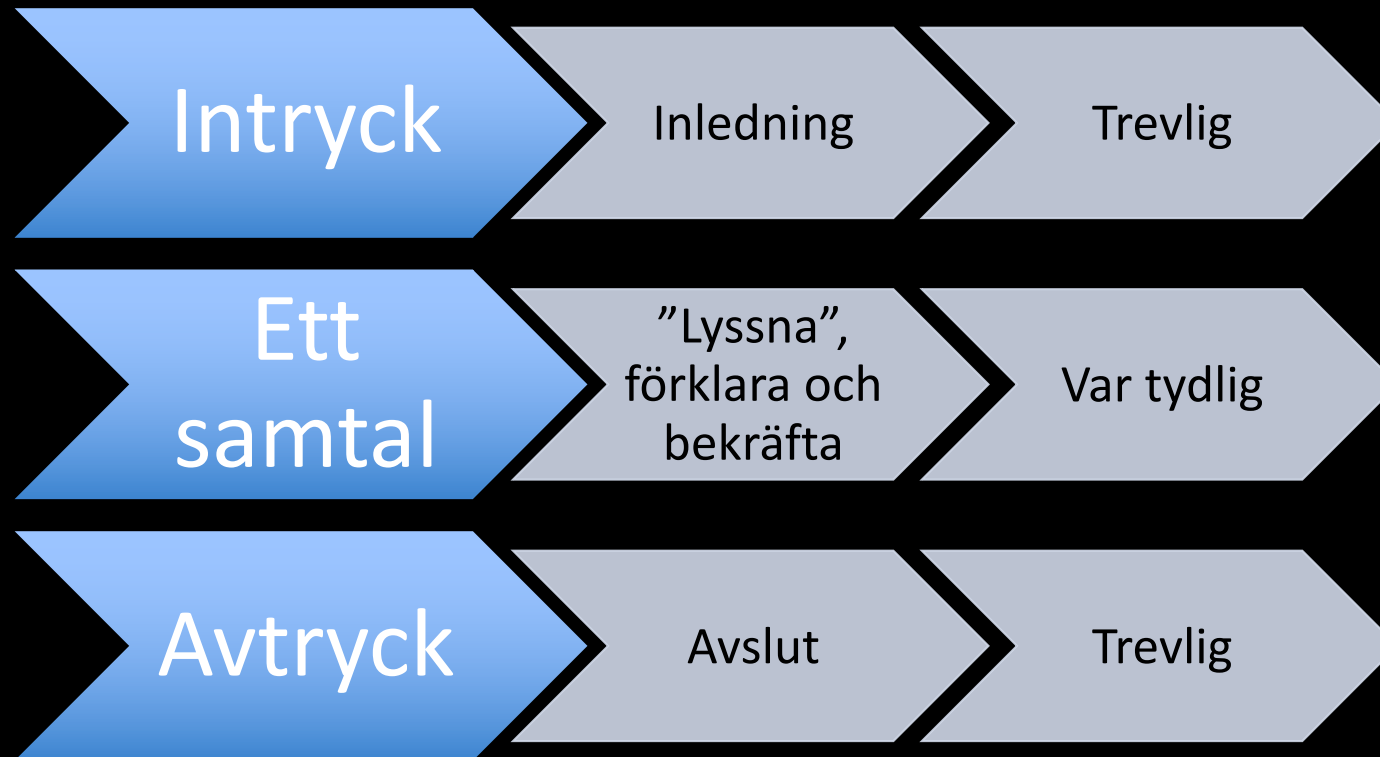 Intryck
Inledning
Trevlig
Ett
samtal
”Lyssna”,
förklara och
bekräfta
Var tydlig
Avtryck
Avslut
Trevlig